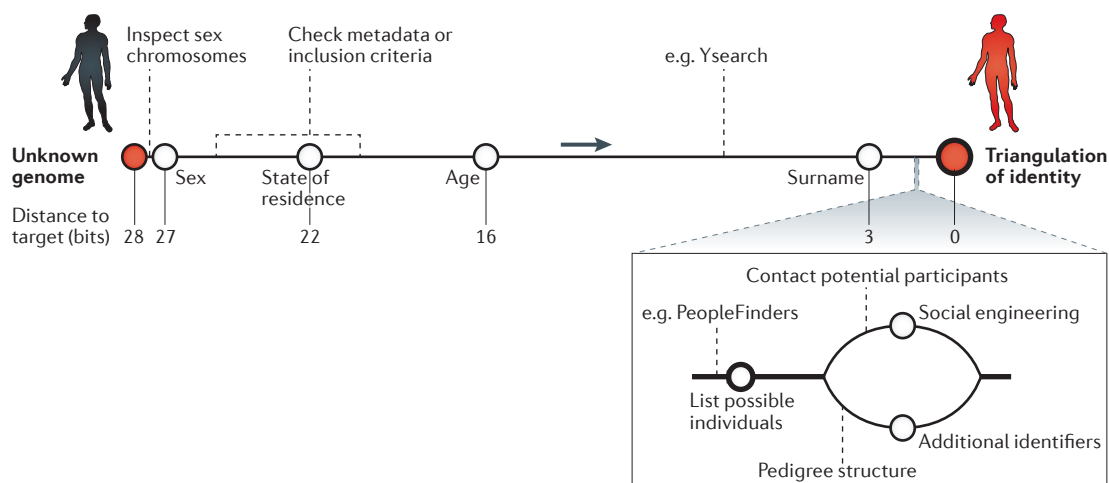 Inspect sex
chromosomes
Check metadata or
inclusion criteria
e.g. Ysearch
Unknown
genome
Sex
State of
residence
Age
Surname
Triangulation
of identity
Distance to
target (bits)
28
27
22
16
3
0
Contact potential participants
e.g. PeopleFinders
Social engineering
List possible
individuals
Additional identifiers
Pedigree structure